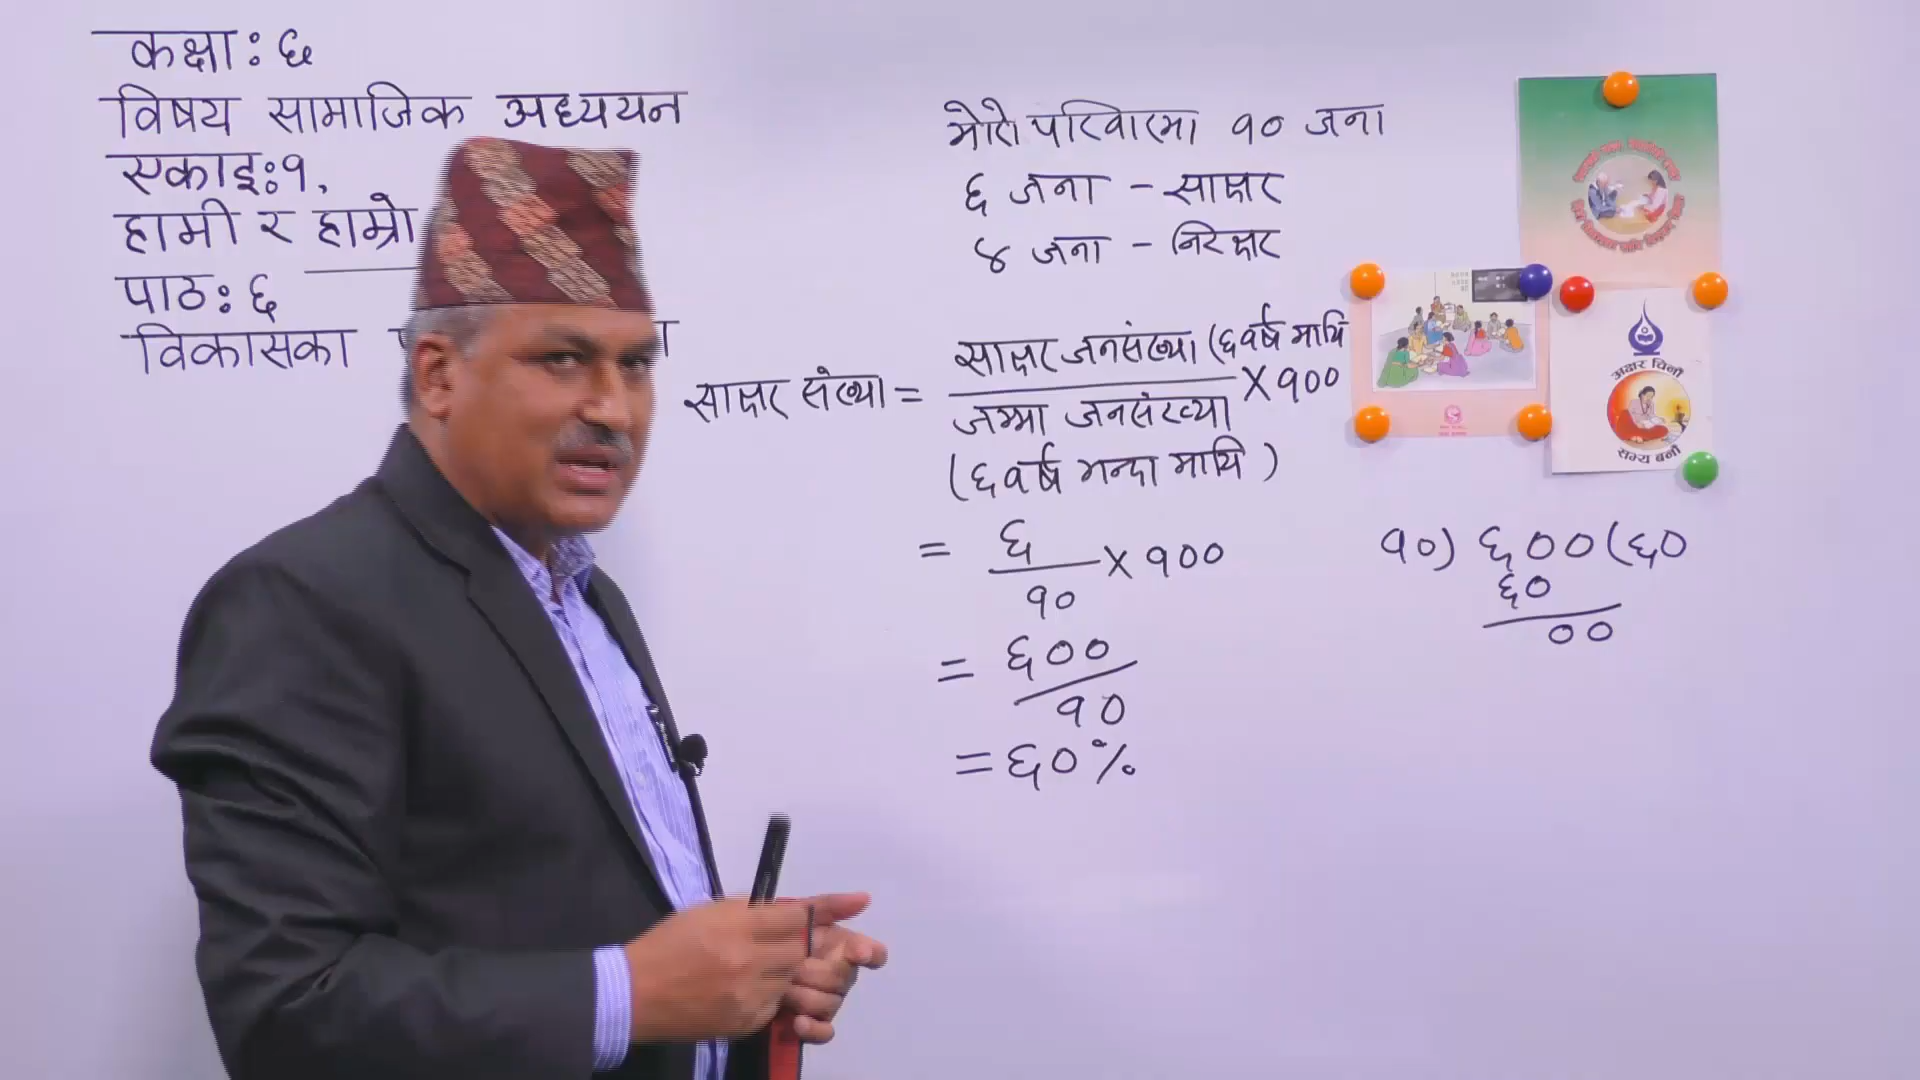 कक्षा: ६
विषय सामाजिक अध्ययन
एकाइ:१.
हामी र हाम्रो
पाठ: ६
विकासका
मेरो परिवारमा १० जना
६ जना - साक्षर
४ जना - निरक्षर
साक्षर संख्या = साक्षर जनसंख्या (६ वर्ष माथि
जम्मा जनसंख्या X १००
(६ वर्ष भन्दा माथि )
= ६
१० X १००
= ६००
१०
= ६०%
१०) ६०० (६०
६०
००
अक्षर चिनौं
सभ्य बनौं